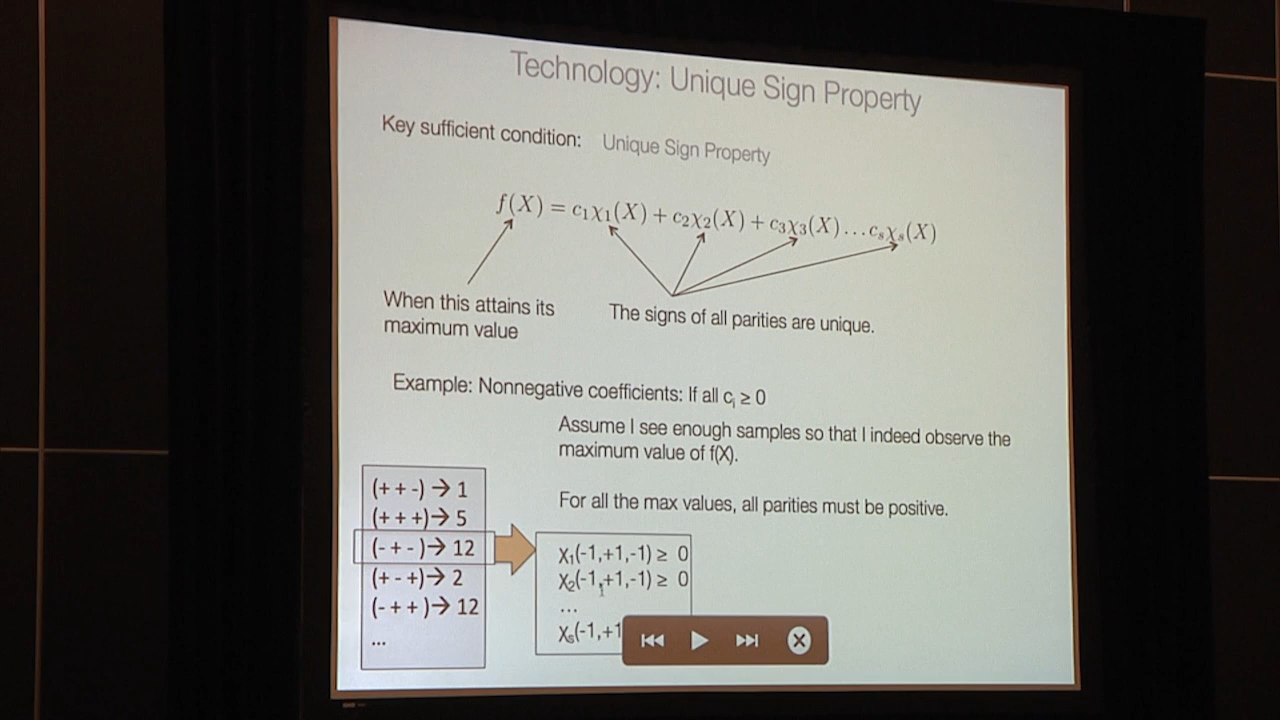 Technology: Unique Sign Property
Key sufficient condition: Unique Sign Property
f(X) = c₁χ₁(X) + c₂χ₂(X) + c₃χ₃(X) ... cₛχₛ(X)
When this attains its
maximum value
The signs of all parities are unique.
Example: Nonnegative coefficients: If all cᵢ ≥ 0
Assume I see enough samples so that I indeed observe the
maximum value of f(X).
For all the max values, all parities must be positive.
(+ + -) → 1
(+ + +) → 5
(- + -) → 12
(+ - +) → 2
(- + +) → 12
...
χ₁(-1,+1,-1) ≥ 0
χ₂(-1,+1,-1) ≥ 0
...
χₛ(-1,+1